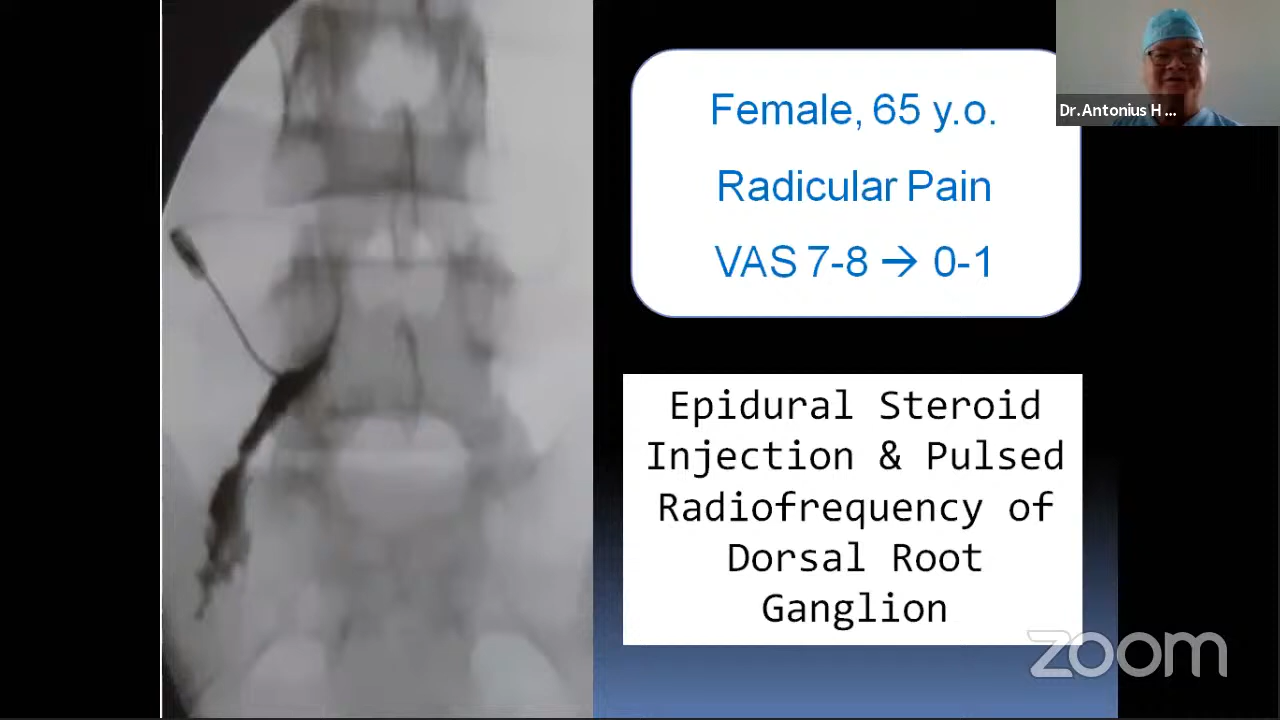 Female, 65 y.o.
Radicular Pain
VAS 7-8 → 0-1
Dr.Antonius H ...
Epidural Steroid
Injection & Pulsed
Radiofrequency of
Dorsal Root
Ganglion
zoom